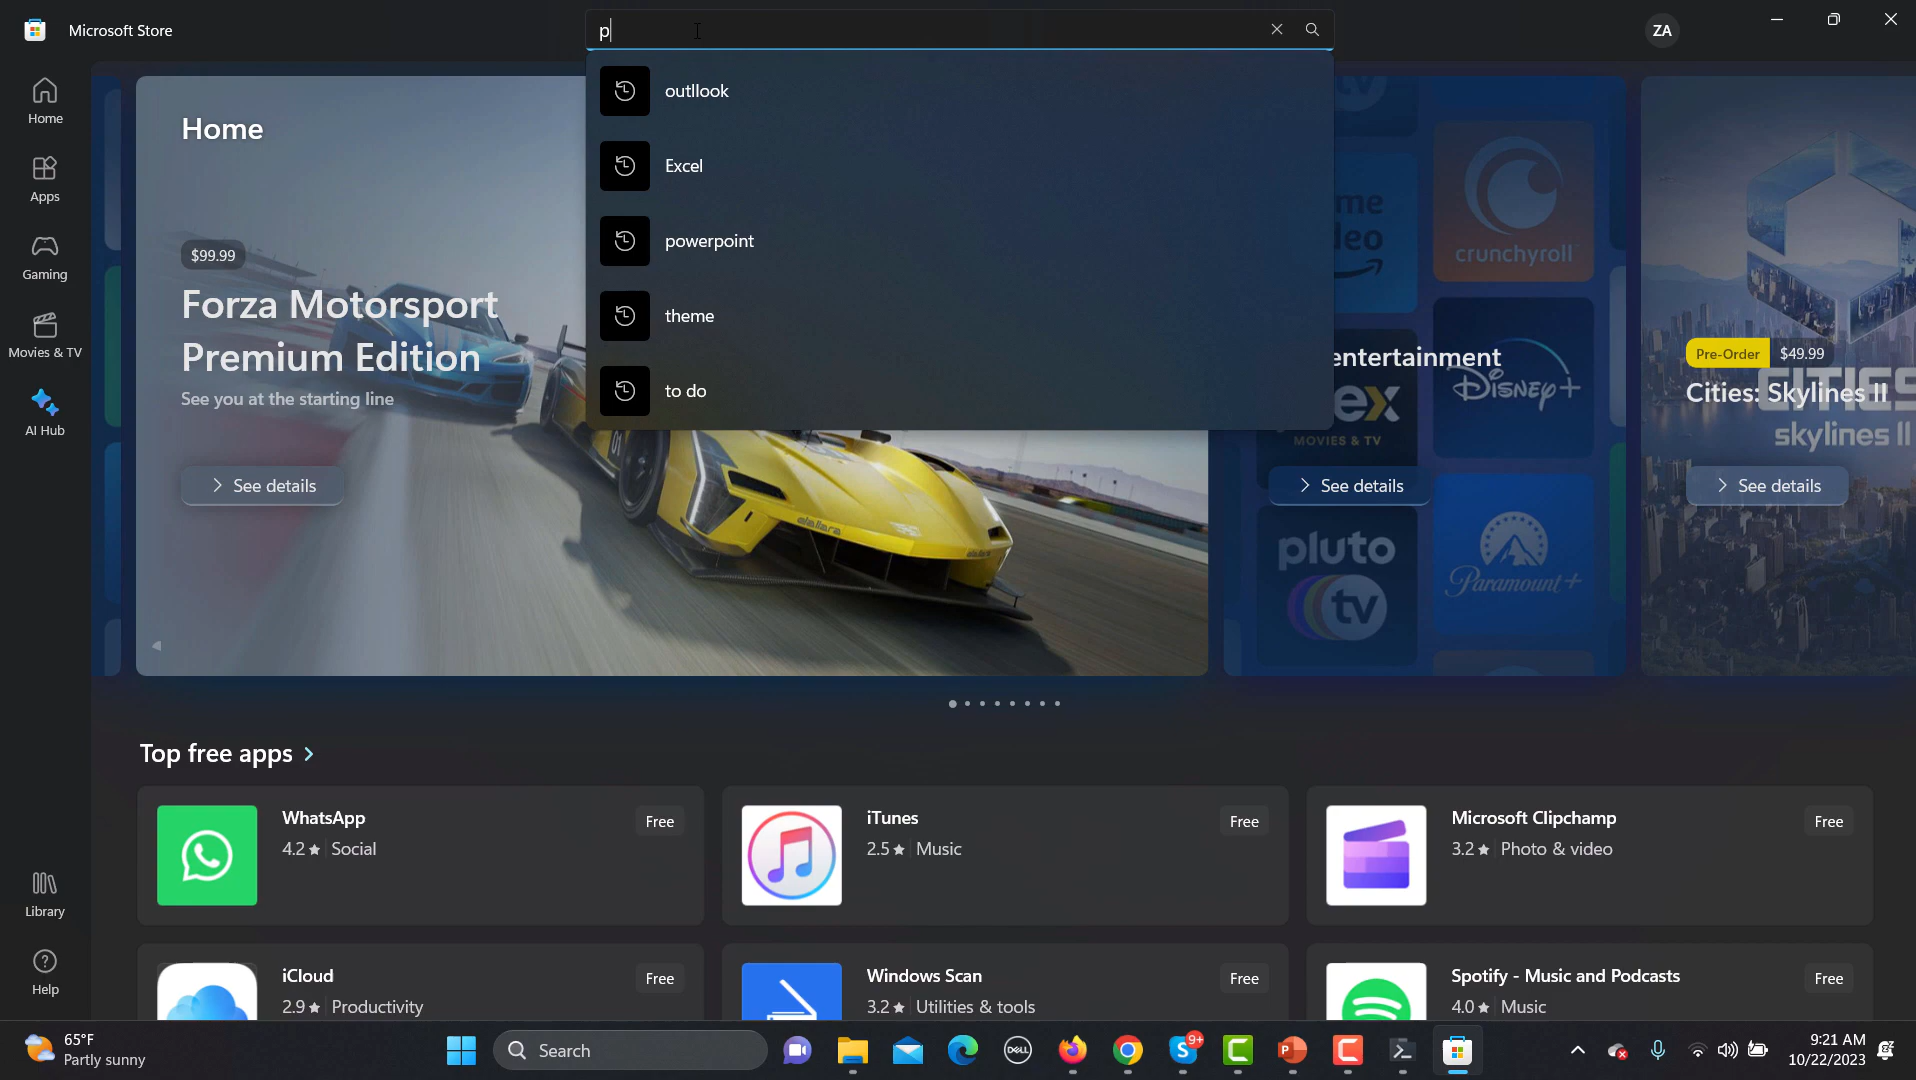 Microsoft Store
p
ZA
Home
Apps
Gaming
Movies & TV
AI Hub
Library
Help
outllook
Excel
powerpoint
theme
to do
Home
$99.99
Forza Motorsport
Premium Edition
See you at the starting line
See details
crunchyroll
entertainment
MOVIES & TV
Disney+
See details
pluto
tv
Paramount+
Pre-Order $49.99
Cities: Skylines II
skylines II
See details
Top free apps
WhatsApp
4.2 Social
Free
iTunes
2.5 Music
Free
Microsoft Clipchamp
3.2 Photo & video
Free
iCloud
2.9 Productivity
Free
Windows Scan
3.2 Utilities & tools
Free
Spotify - Music and Podcasts
4.0 Music
Free
65°F
Partly sunny
Search
DELL
9+
9:21 AM
10/22/2023